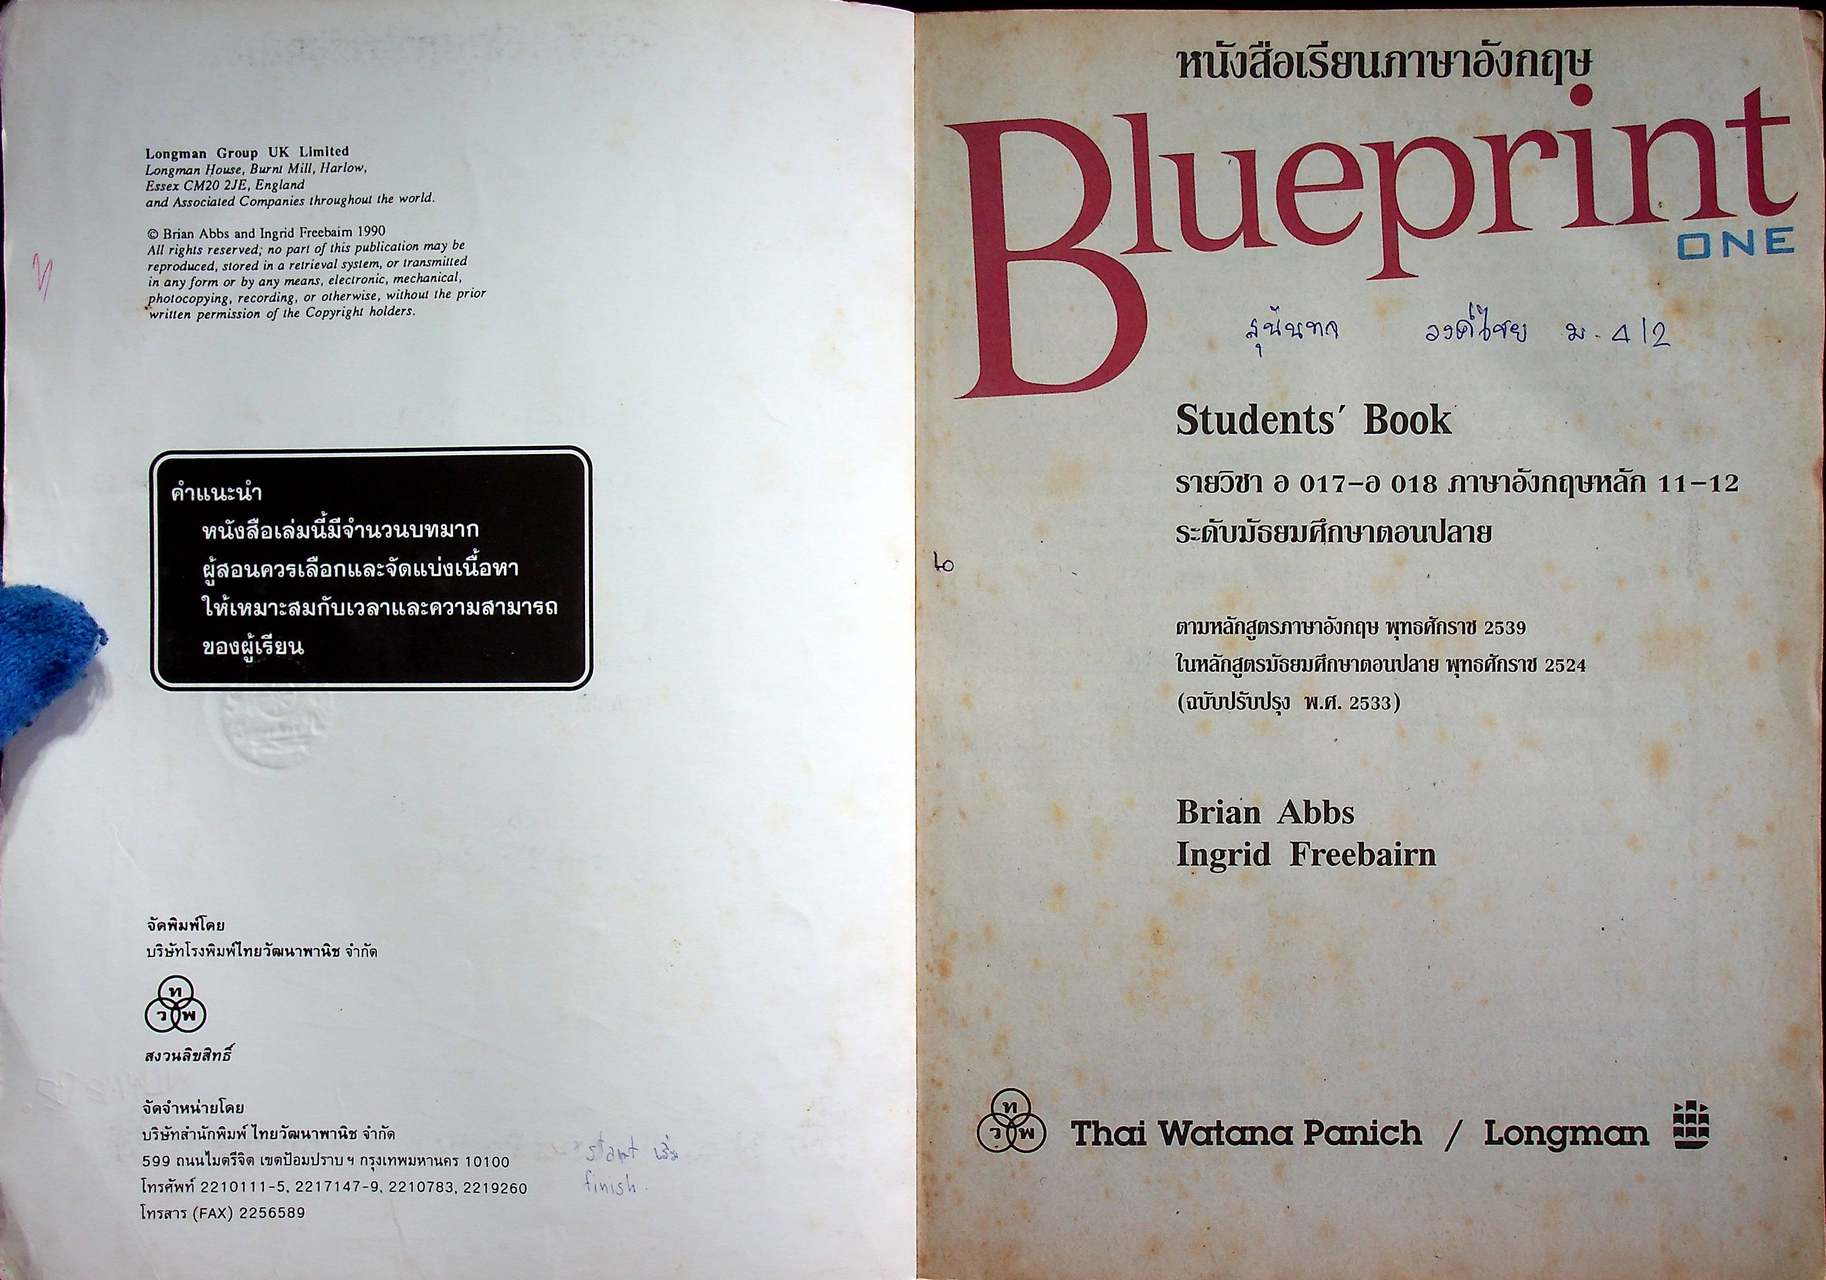 Longman Group UK Limited
Longman House, Burnt Mill, Harlow,
Essex CM20 2JE, England
and Associated Companies throughout the world.
© Brian Abbs and Ingrid Freebairn 1990
All rights reserved; no part of this publication may be
reproduced, stored in a retrieval system, or transmitted
in any form or by any means, electronic, mechanical,
photocopying, recording, or otherwise, without the prior
written permission of the Copyright holders.
คำแนะนำ
หนังสือเล่มนี้มีจำนวนบทมาก
ผู้สอนควรเลือกและจัดแบ่งเนื้อหา
ให้เหมาะสมกับเวลาและความสามารถ
ของผู้เรียน
จัดพิมพ์โดย
บริษัทโรงพิมพ์ไทยวัฒนาพานิช จำกัด
ท
ว พ
สงวนลิขสิทธิ์
จัดจำหน่ายโดย
บริษัทสำนักพิมพ์ ไทยวัฒนาพานิช จำกัด
599 ถนนไมตรีจิต เขตป้อมปราบฯ กรุงเทพมหานคร 10100
โทรศัพท์ 2210111-5, 2217147-9, 2210783, 2219260
โทรสาร (FAX) 2256589
start เริ่ม
finish.
หนังสือเรียนภาษาอังกฤษ
Blueprint
ONE
สุนันทา วงค์ไชย ม. 4/2
Students' Book
รายวิชา อ 017-อ 018 ภาษาอังกฤษหลัก 11-12
ระดับมัธยมศึกษาตอนปลาย
ตามหลักสูตรภาษาอังกฤษ พุทธศักราช 2539
ในหลักสูตรมัธยมศึกษาตอนปลาย พุทธศักราช 2524
(ฉบับปรับปรุง พ.ศ. 2533)
Brian Abbs
Ingrid Freebairn
ท
ว พ
Thai Watana Panich / Longman